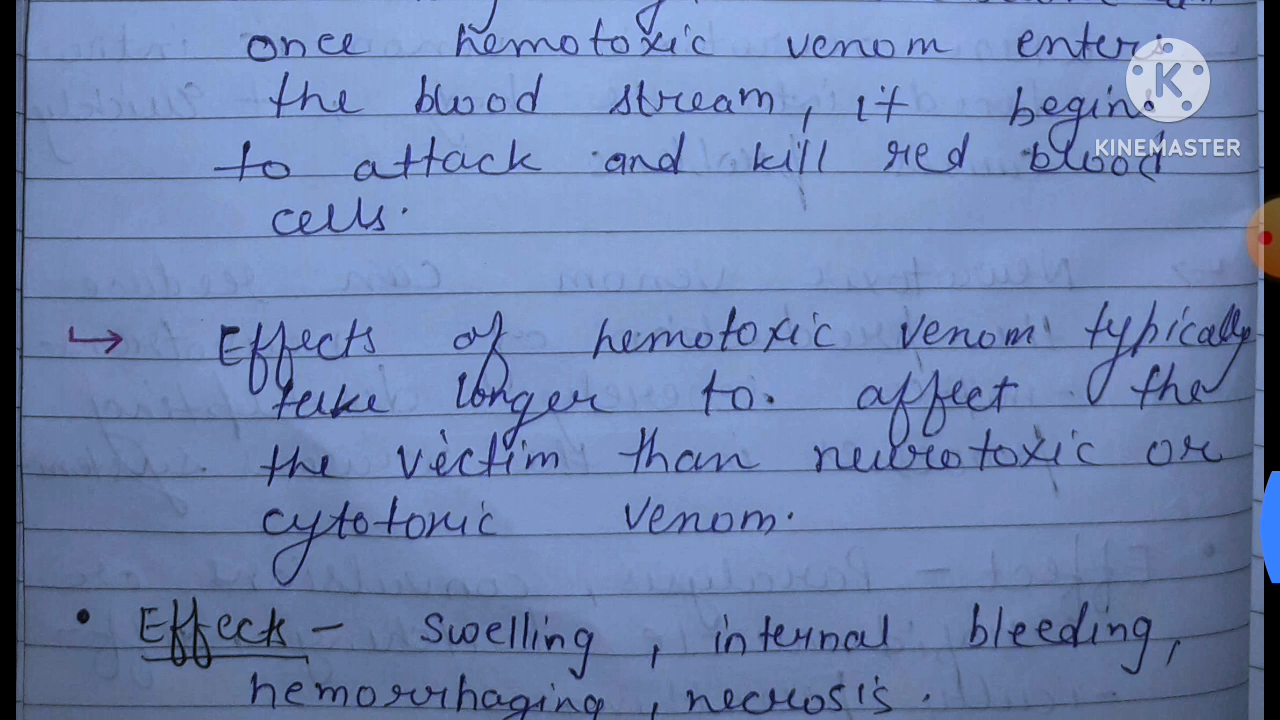 once hemotoxic venom enters
the blood stream, it begins
to attack and kill red blood
cells.
↳ Effects of hemotoxic venom typically
take longer to. affect the
the victim than neurotoxic or
cytotoxic venom.
• Effects - swelling, internal bleeding,
hemorrhaging, necrosis.
K
KINEMASTER